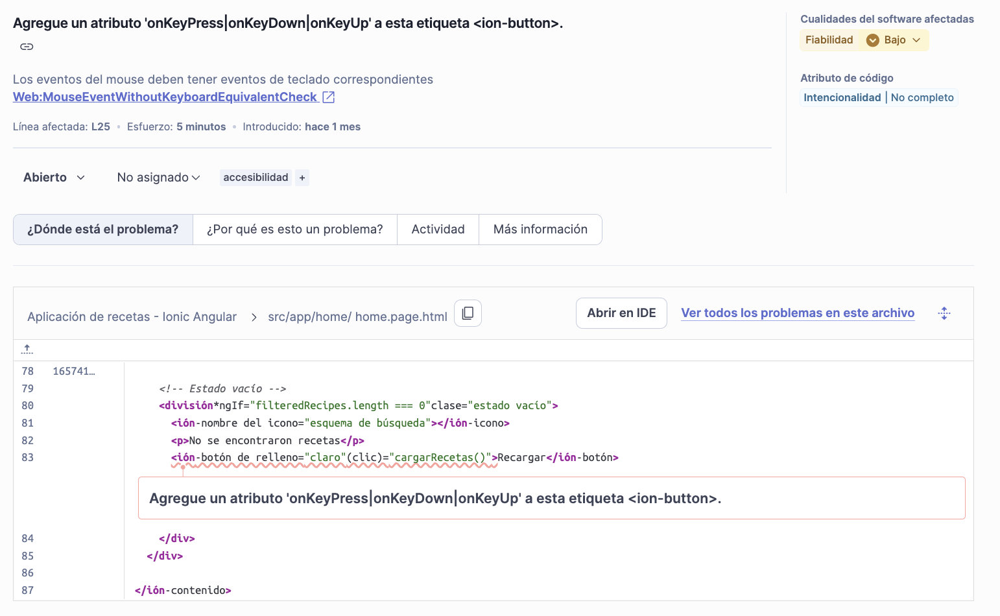 Agregue un atributo 'onKeyPress|onKeyDown|onKeyUp' a esta etiqueta <ion-button>.
Los eventos del mouse deben tener eventos de teclado correspondientes
Web:MouseEventWithoutKeyboardEquivalentCheck
Línea afectada: L25 • Esfuerzo: 5 minutos • Introducido: hace 1 mes
Cualidades del software afectadas
Fiabilidad Bajo
Atributo de código
Intencionalidad | No completo
Abierto No asignado accesibilidad +
¿Dónde está el problema? ¿Por qué es esto un problema? Actividad Más información
Aplicación de recetas - Ionic Angular > src/app/home/ home.page.html Abrir en IDE Ver todos los problemas en este archivo
78 165741…
79 <!-- Estado vacío -->
80 <división*ngIf="filteredRecipes.length === 0"clase="estado vacío">
81 <ión-nombre del icono="esquema de búsqueda"></ión-icono>
82 <p>No se encontraron recetas</p>
83 <ión-botón de relleno="claro"(clic)="cargarRecetas()">Recargar</ión-botón>
Agregue un atributo 'onKeyPress|onKeyDown|onKeyUp' a esta etiqueta <ion-button>.
84 </div>
85 </div>
86
87 </ión-contenido>